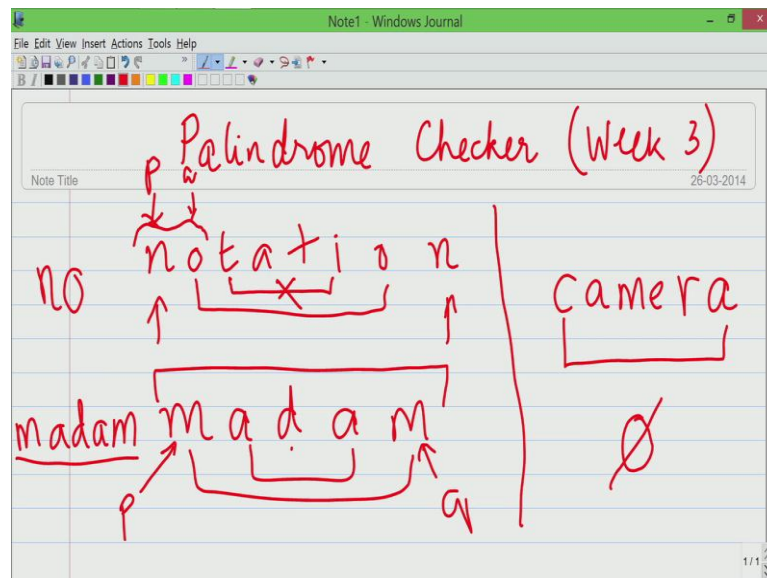 Note1 - Windows Journal
File Edit View Insert Actions Tools Help
B I
Palindrome Checker (Week 3)
Note Title
26-03-2014
p q
no n o t a t i o n
camera
madam m a d a m
Ø
p q
1/1